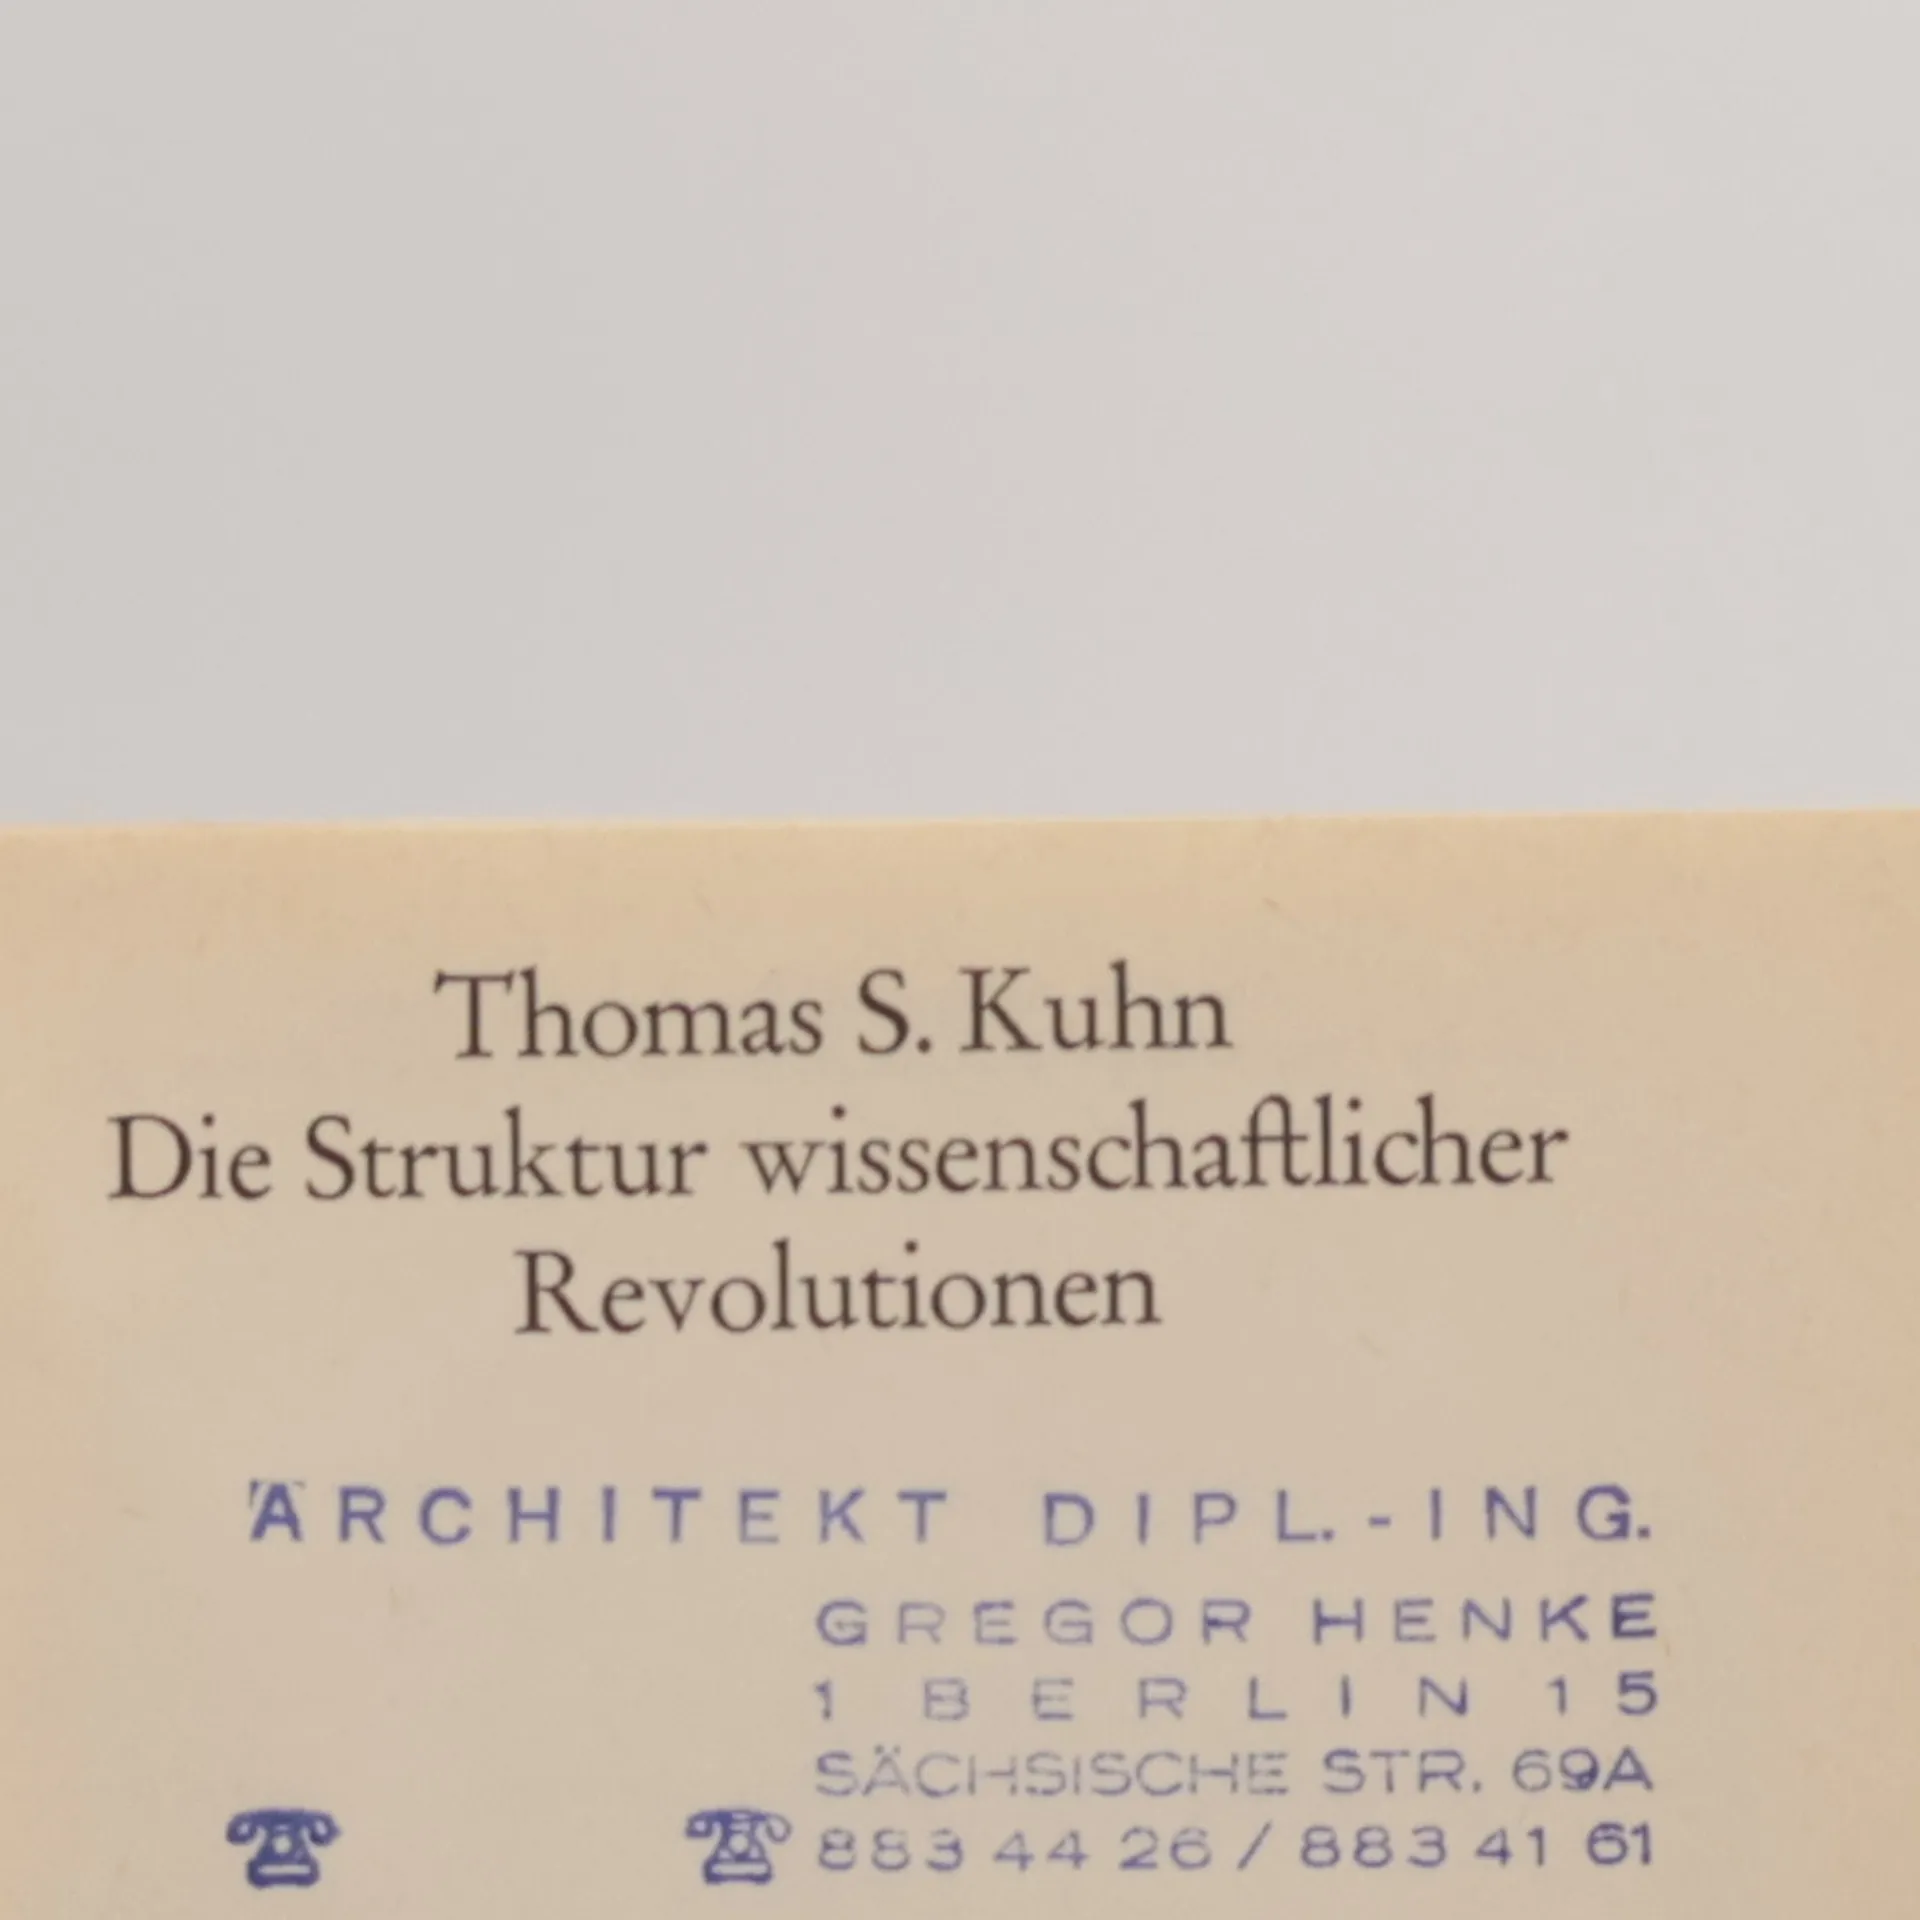 Thomas S. Kuhn
Die Struktur wissenschaftlicher
Revolutionen
ARCHITEKT DIPL.-ING.
GREGOR HENKE
1 BERLIN 15
SÄCHSISCHE STR. 69A
883 44 26 / 883 41 61